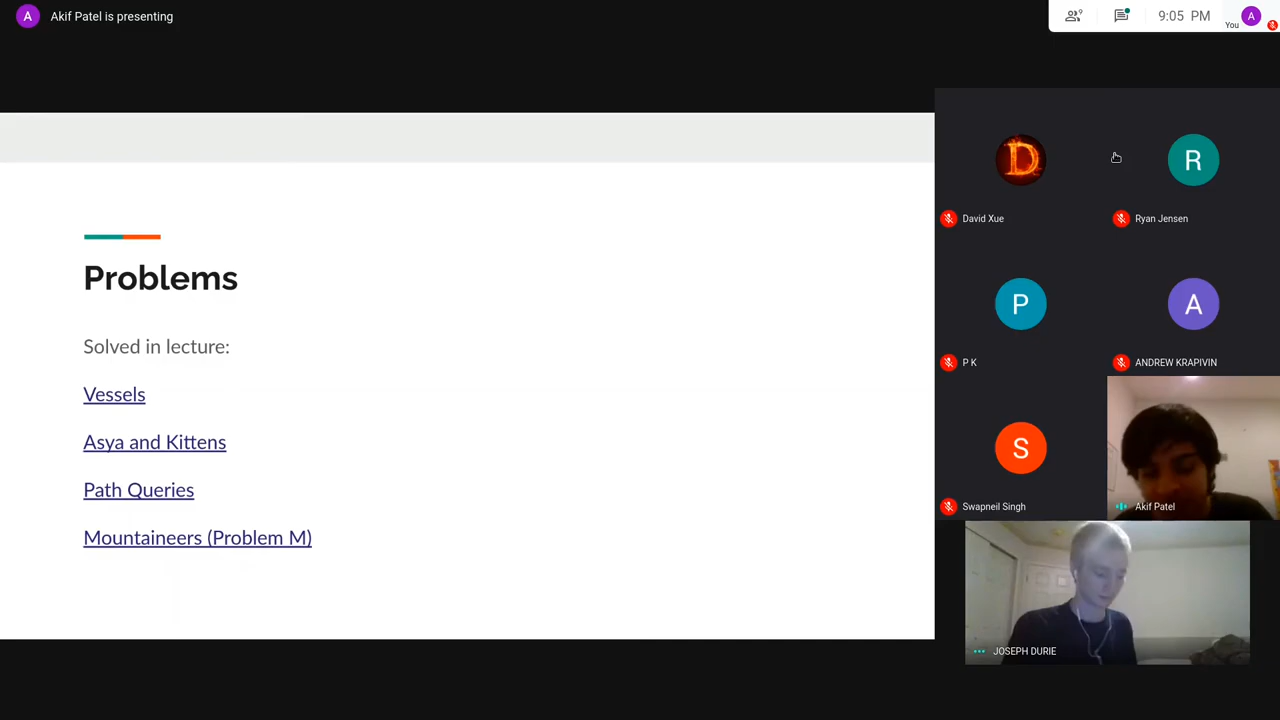 A
Akif Patel is presenting
9
9:05 PM
You
A
Problems
Solved in lecture:
Vessels
Asya and Kittens
Path Queries
Mountaineers (Problem M)
D
David Xue
R
Ryan Jensen
P
P K
A
ANDREW KRAPIVIN
S
Swapneil Singh
Akif Patel
JOSEPH DURIE